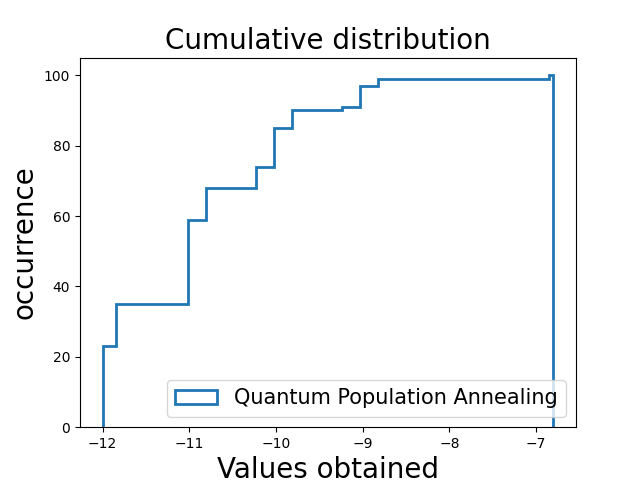 Cumulative distribution
occurrence
100
80
60
40
20
0
Quantum Population Annealing
−12 −11 −10 −9 −8 −7
Values obtained